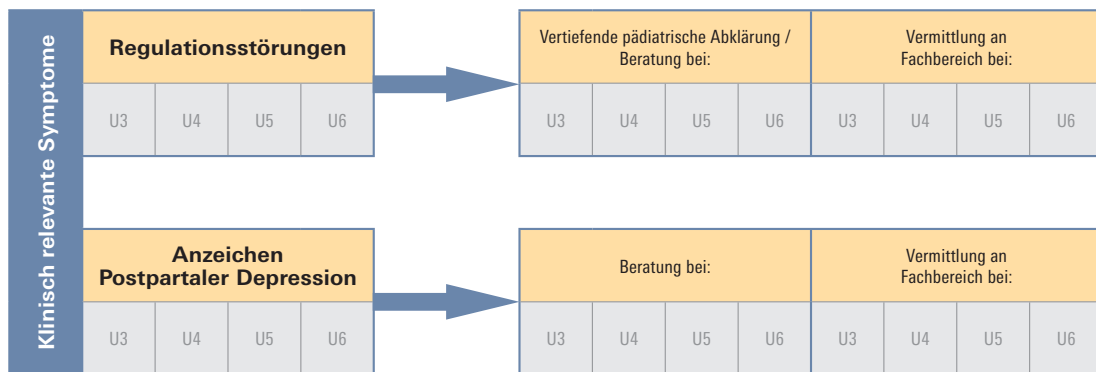 Klinisch relevante Symptome
Regulationsstörungen
U3 U4 U5 U6
Vertiefende pädiatrische Abklärung /
Beratung bei:
U3 U4 U5 U6
Vermittlung an
Fachbereich bei:
U3 U4 U5 U6
Anzeichen
Postpartaler Depression
U3 U4 U5 U6
Beratung bei:
U3 U4 U5 U6
Vermittlung an
Fachbereich bei:
U3 U4 U5 U6